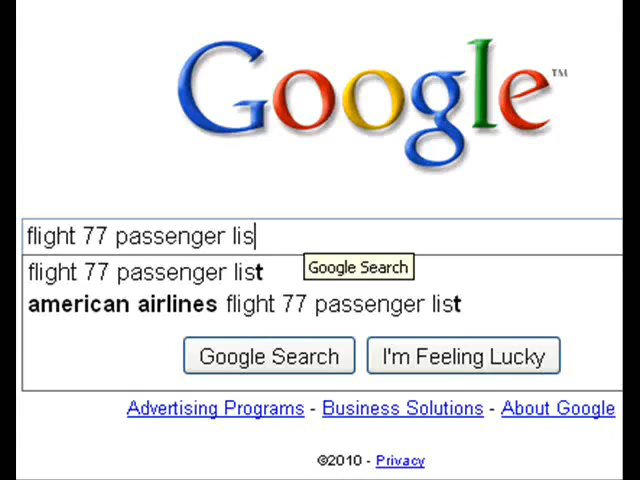 Google™
flight 77 passenger lis
flight 77 passenger list
Google Search
american airlines flight 77 passenger list
Google Search I'm Feeling Lucky
Advertising Programs - Business Solutions - About Google
©2010 - Privacy